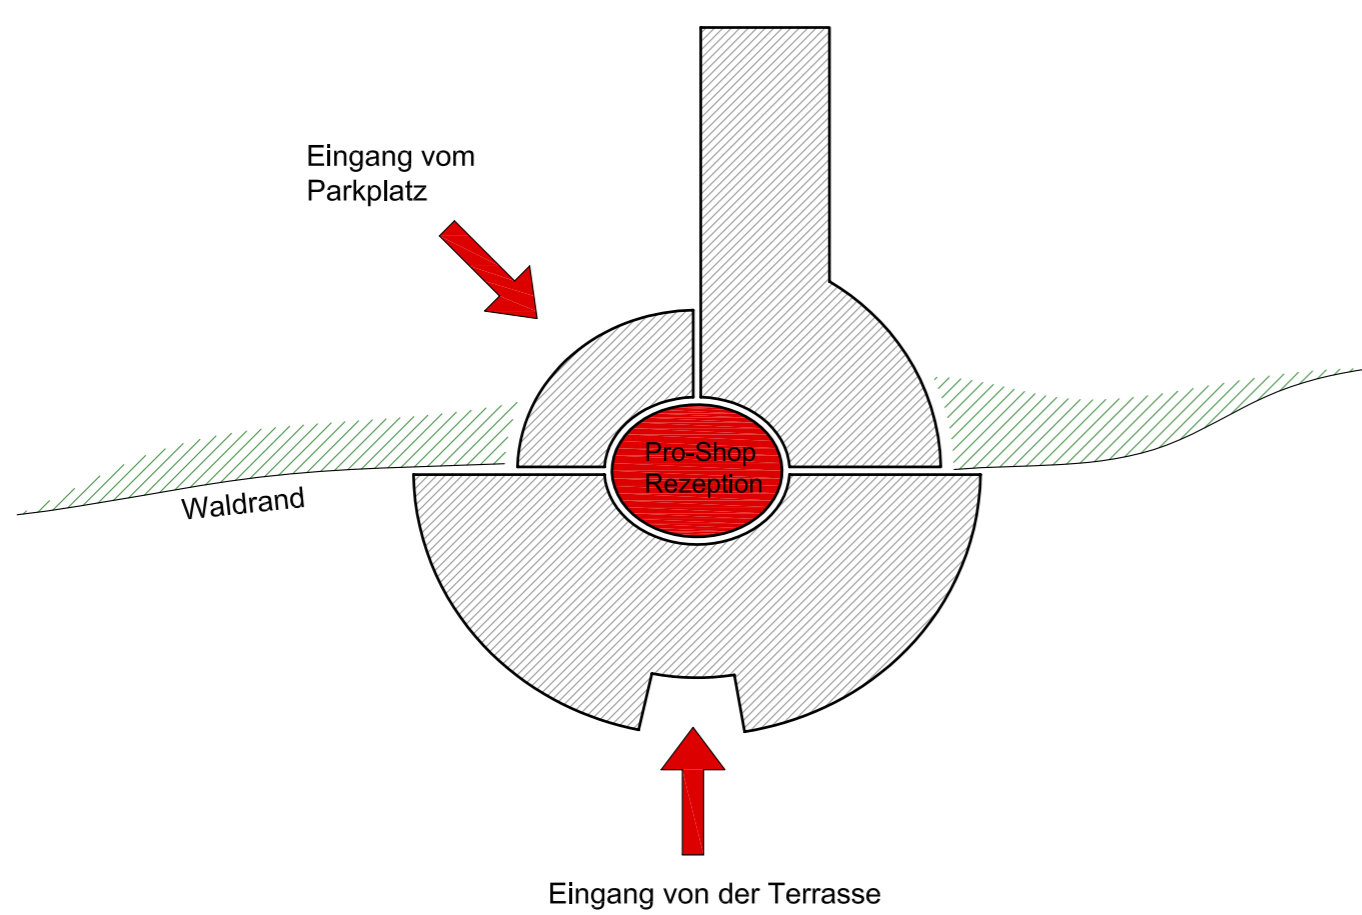 Eingang vom
Parkplatz
Pro-Shop
Rezeption
Waldrand
Eingang von der Terrasse